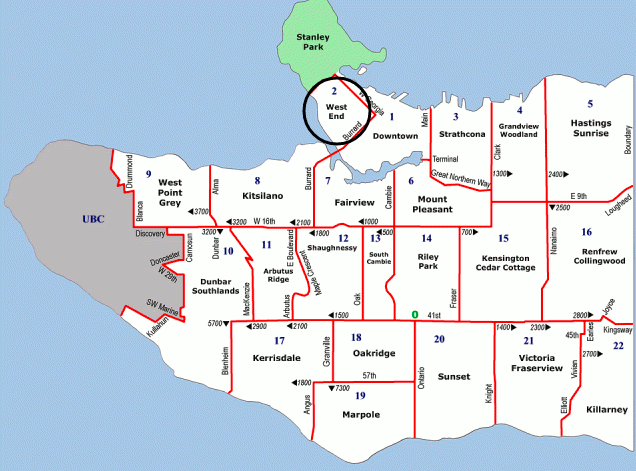 Stanley
Park
2
West
End
W Georgia
Burrard
1
Downtown
Main
3
Strathcona
Terminal
Great Northern Way
4
Grandview
Woodland
Clark
1300
5
Hastings
Sunrise
Boundary
2400
E 9th
Lougheed
UBC
Drummond
9
West
Point
Grey
Blanca
3700
Alma
8
Kitsilano
3200
W 16th
2100
Burrard
7
Fairview
1000
Cambie
6
Mount
Pleasant
Discovery
Camosun
Doncaster
W 29th
SW Marine
Kullahun
3200
Dunbar
10
Dunbar
Southlands
MacKenzie
5700
11
Arbutus
Ridge
Arbutus
E Boulevard
Maple Crescent
1800
12
Shaughnessy
Oak
1500
13
South
Cambie
500
14
Riley
Park
0
41st
700
Fraser
15
Kensington
Cedar Cottage
2500
Nanaimo
16
Renfrew
Collingwood
2800
Joyce
Kingsway
Blenheim
2900
2100
17
Kerrisdale
1800
Angus
Granville
18
Oakridge
57th
7300
19
Marpole
Ontario
20
Sunset
Knight
1400
2300
21
Victoria
Fraserview
45th
Earles
2700
Vivian
Elliott
22
Killarney